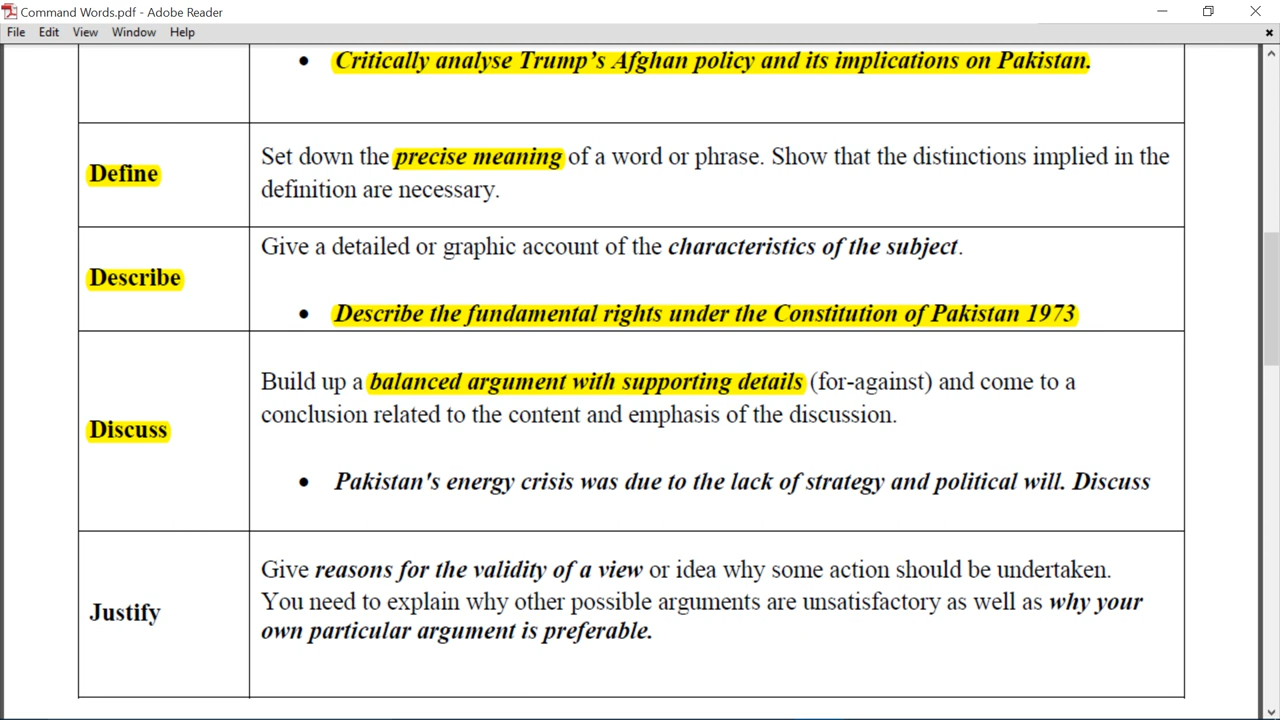 Command Words.pdf - Adobe Reader
File Edit View Window Help
• Critically analyse Trump’s Afghan policy and its implications on Pakistan.
Define
Set down the precise meaning of a word or phrase. Show that the distinctions implied in the
definition are necessary.
Describe
Give a detailed or graphic account of the characteristics of the subject.
• Describe the fundamental rights under the Constitution of Pakistan 1973
Discuss
Build up a balanced argument with supporting details (for-against) and come to a
conclusion related to the content and emphasis of the discussion.
• Pakistan's energy crisis was due to the lack of strategy and political will. Discuss
Justify
Give reasons for the validity of a view or idea why some action should be undertaken.
You need to explain why other possible arguments are unsatisfactory as well as why your
own particular argument is preferable.